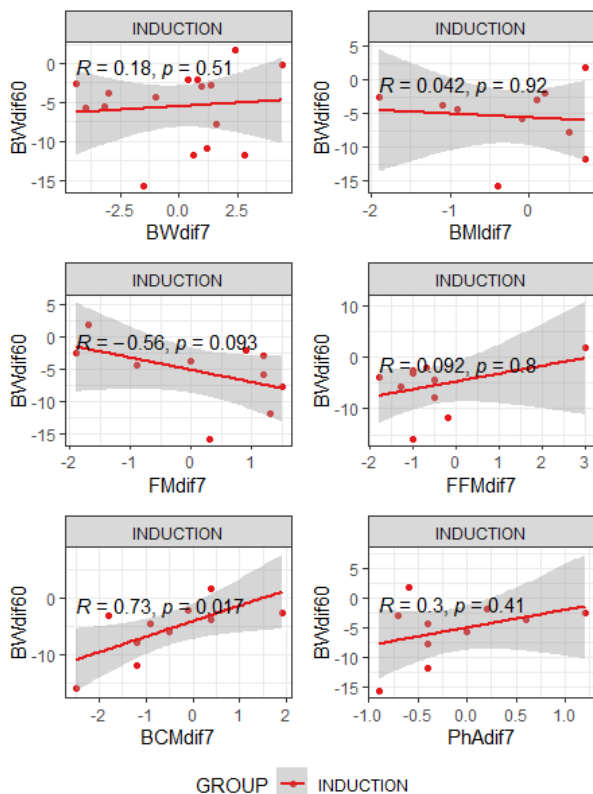 INDUCTION INDUCTION
R = 0.18, p = 0.51 R = 0.042, p = 0.92
BWdif60 0 -5 -10 -15 BWdif60 5 0 -5 -10 -15
-2.5 0.0 2.5 -2 -1 0
BWdif7 BMIdif7
INDUCTION INDUCTION
R = −0.56, p = 0.093 R = 0.092, p = 0.8
BWdif60 5 0 -5 -10 -15 BWdif60 10 0 -10
-2 -1 0 1 -2 -1 0 1 2 3
FMdif7 FFMdif7
INDUCTION INDUCTION
R = 0.73, p = 0.017 R = 0.3, p = 0.41
BWdif60 0 -10 BWdif60 5 0 -5 -10 -15
-2 -1 0 1 2 -1.0 -0.5 0.0 0.5 1.0
BCMdif7 PhAdif7
GROUP INDUCTION